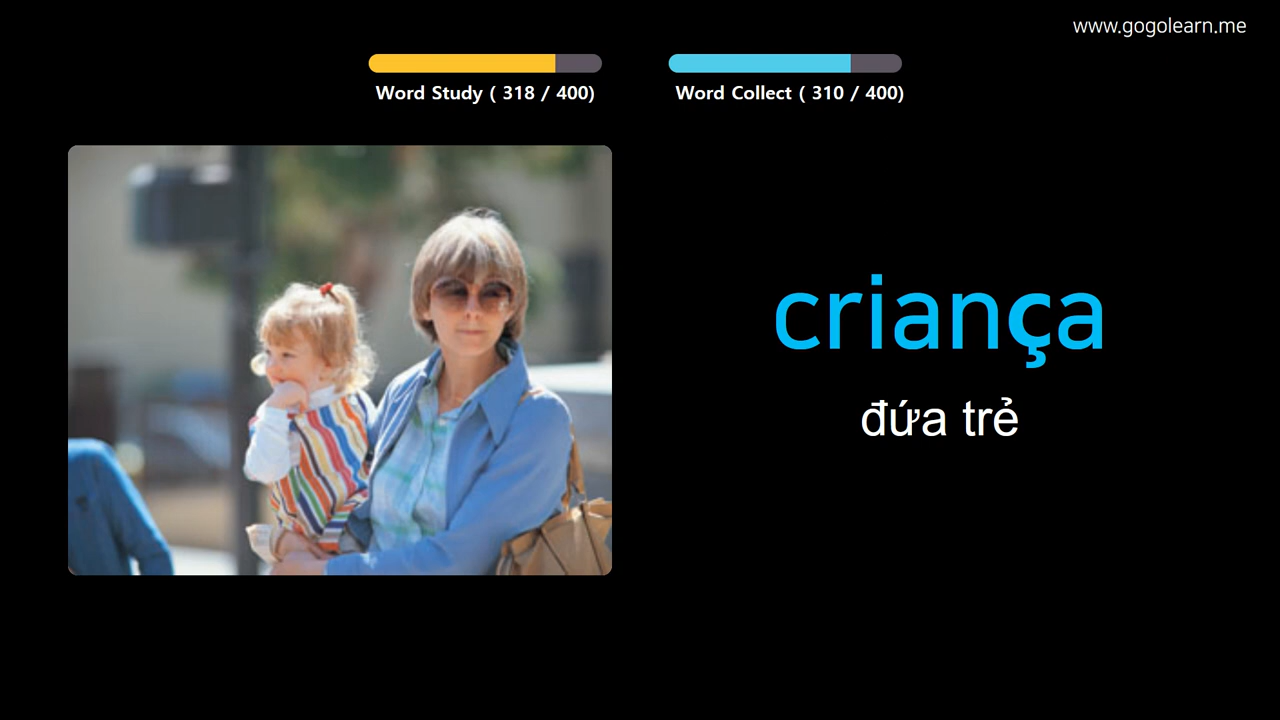 www.gogolearn.me
Word Study ( 318 / 400)
Word Collect ( 310 / 400)
criança
đứa trẻ